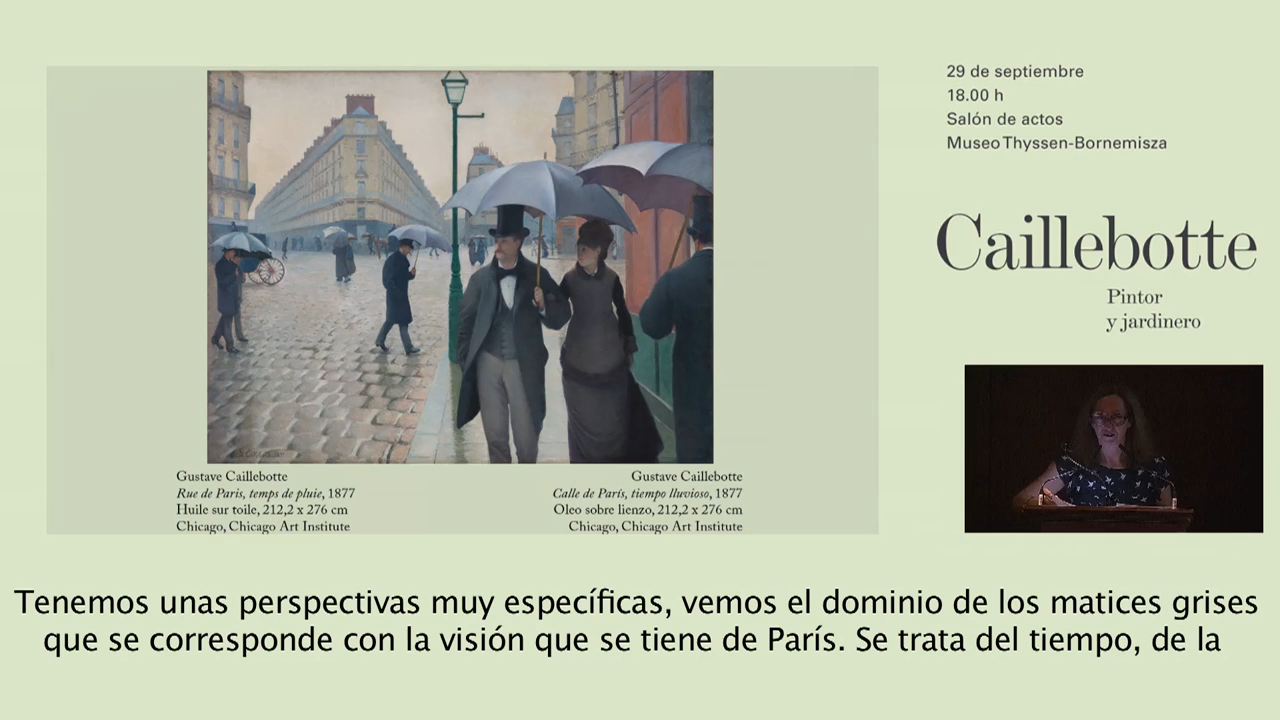 29 de septiembre
18.00 h
Salón de actos
Museo Thyssen-Bornemisza
Caillebotte
Pintor
y jardinero
Gustave Caillebotte
Rue de Paris, temps de pluie, 1877
Huile sur toile, 212,2 x 276 cm
Chicago, Chicago Art Institute
Gustave Caillebotte
Calle de París, tiempo lluvioso, 1877
Oleo sobre lienzo, 212,2 x 276 cm
Chicago, Chicago Art Institute
Tenemos unas perspectivas muy específicas, vemos el dominio de los matices grises
que se corresponde con la visión que se tiene de París. Se trata del tiempo, de la